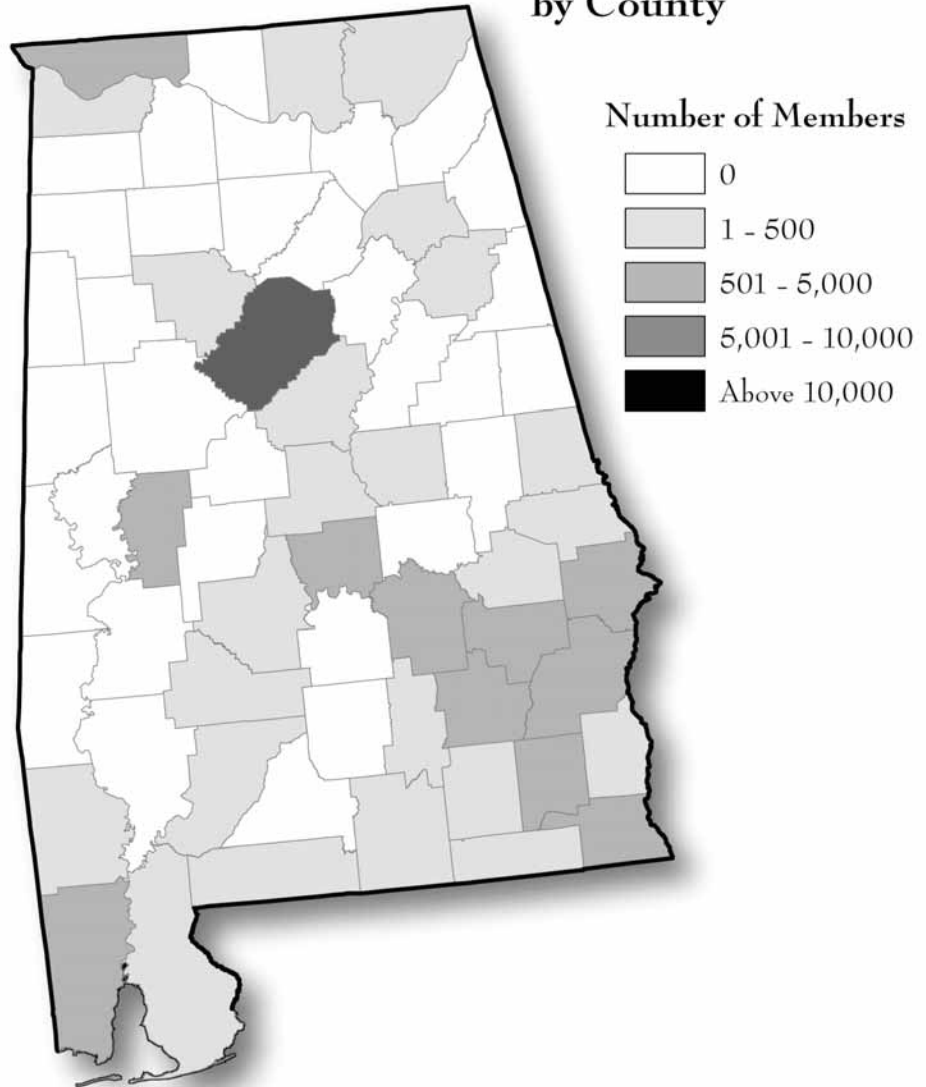 by County
Number of Members
0
1 - 500
501 - 5,000
5,001 - 10,000
Above 10,000